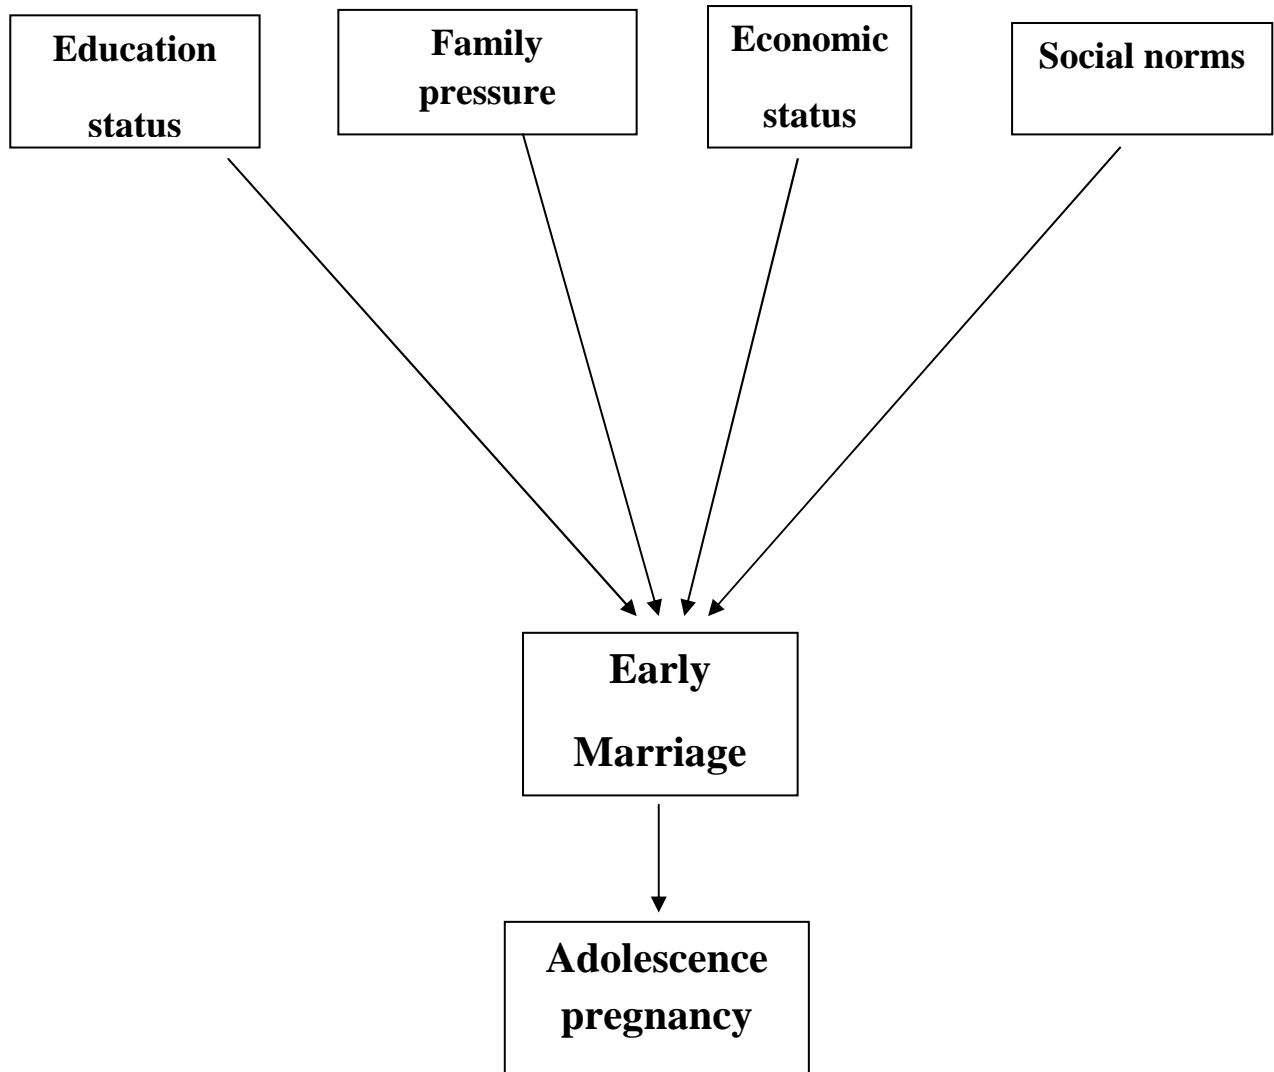 Education
status
Family
pressure
Economic
status
Social norms
Early
Marriage
Adolescence
pregnancy